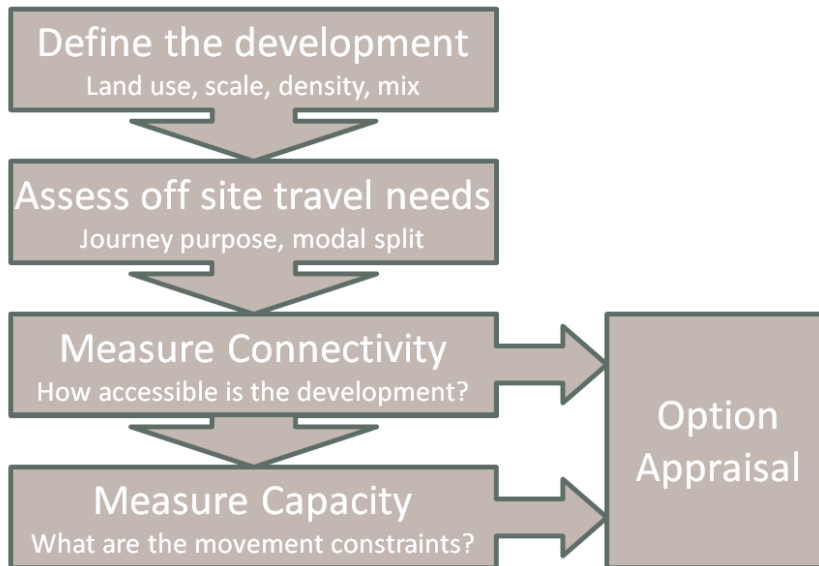 Define the development
Land use, scale, density, mix
Assess off site travel needs
Journey purpose, modal split
Measure Connectivity
How accessible is the development?
Measure Capacity
What are the movement constraints?
Option
Appraisal